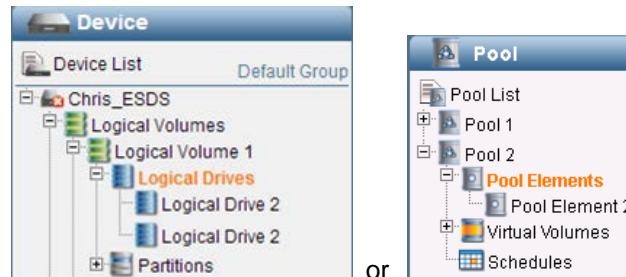 Device
Device List
Default Group
Chris_ESDS
Logical Volumes
Logical Volume 1
Logical Drives
Logical Drive 2
Logical Drive 2
Partitions
or
Pool
Pool List
Pool 1
Pool 2
Pool Elements
Pool Element 2
Virtual Volumes
Schedules